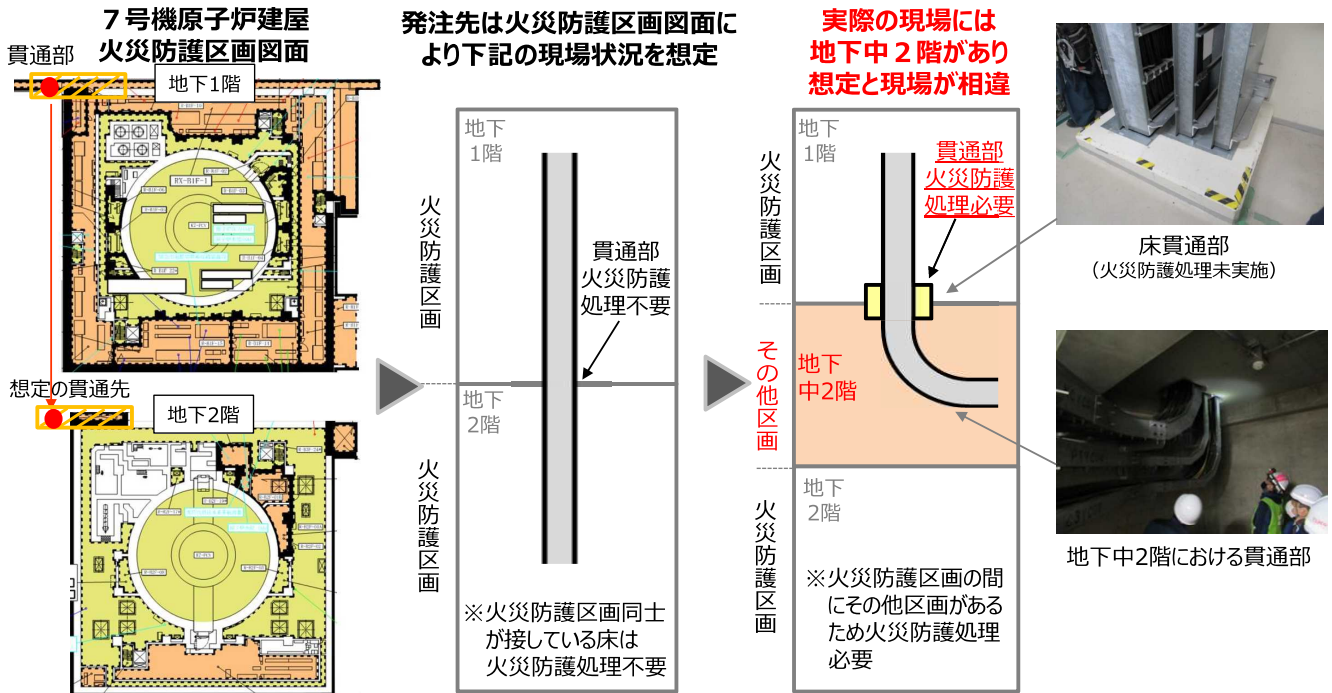 7号機原子炉建屋
火災防護区画図面
貫通部
地下1階
RX-B1F-1
想定の貫通先
地下2階
発注先は火災防護区画図面に
より下記の現場状況を想定
地下
1階
火災防護区画
貫通部
火災防護
処理不要
地下
2階
火災防護区画
※火災防護区画同士
が接している床は
火災防護処理不要
実際の現場には
地下中2階があり
想定と現場が相違
地下
1階
火災防護区画
貫通部
火災防護
処理必要
その他区画
地下
中2階
地下
2階
火災防護区画
※火災防護区画の間
にその他区画がある
ため火災防護処理
必要
床貫通部
(火災防護処理未実施)
地下中2階における貫通部